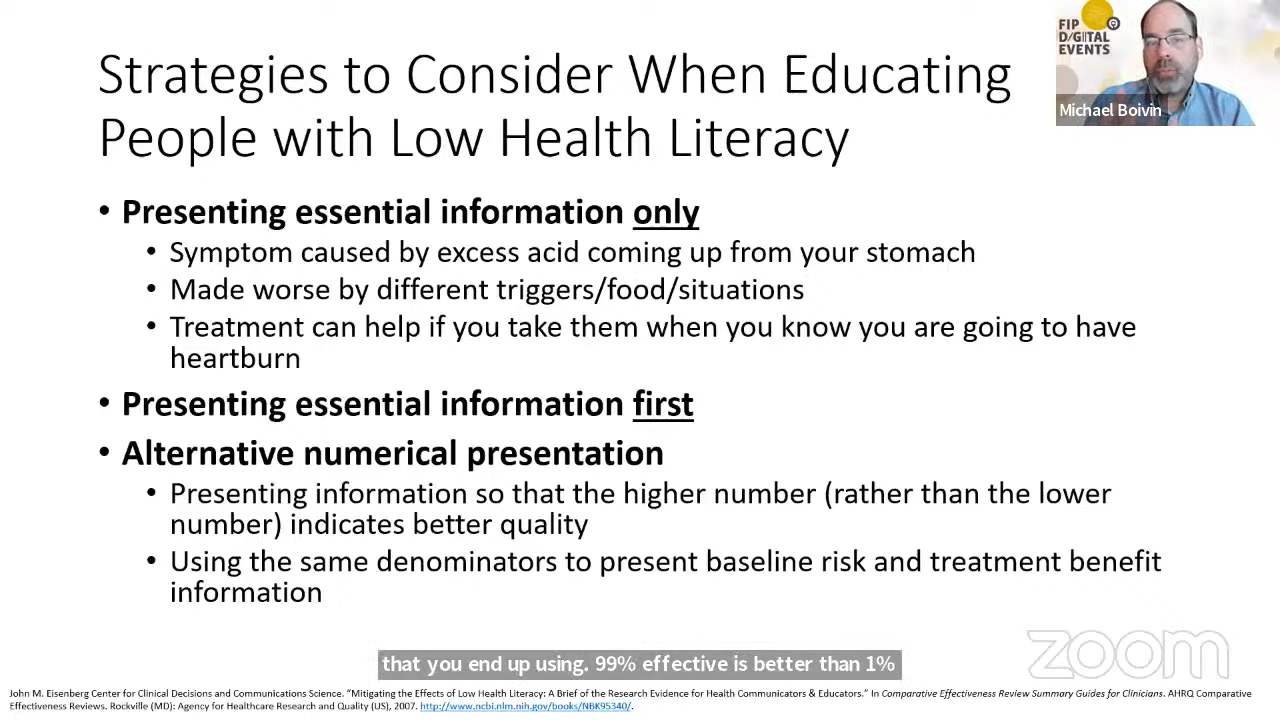 FIP
DIGITAL
EVENTS
Michael Boivin
Strategies to Consider When Educating
People with Low Health Literacy
• Presenting essential information only
• Symptom caused by excess acid coming up from your stomach
• Made worse by different triggers/food/situations
• Treatment can help if you take them when you know you are going to have
heartburn
• Presenting essential information first
• Alternative numerical presentation
• Presenting information so that the higher number (rather than the lower
number) indicates better quality
• Using the same denominators to present baseline risk and treatment benefit
information
zoom
that you end up using. 99% effective is better than 1%
John M. Eisenberg Center for Clinical Decisions and Communications Science. “Mitigating the Effects of Low Health Literacy: A Brief of the Research Evidence for Health Communicators & Educators.” In Comparative Effectiveness Review Summary Guides for Clinicians. AHRQ Comparative
Effectiveness Reviews. Rockville (MD): Agency for Healthcare Research and Quality (US), 2007. http://www.ncbi.nlm.nih.gov/books/NBK95340/.